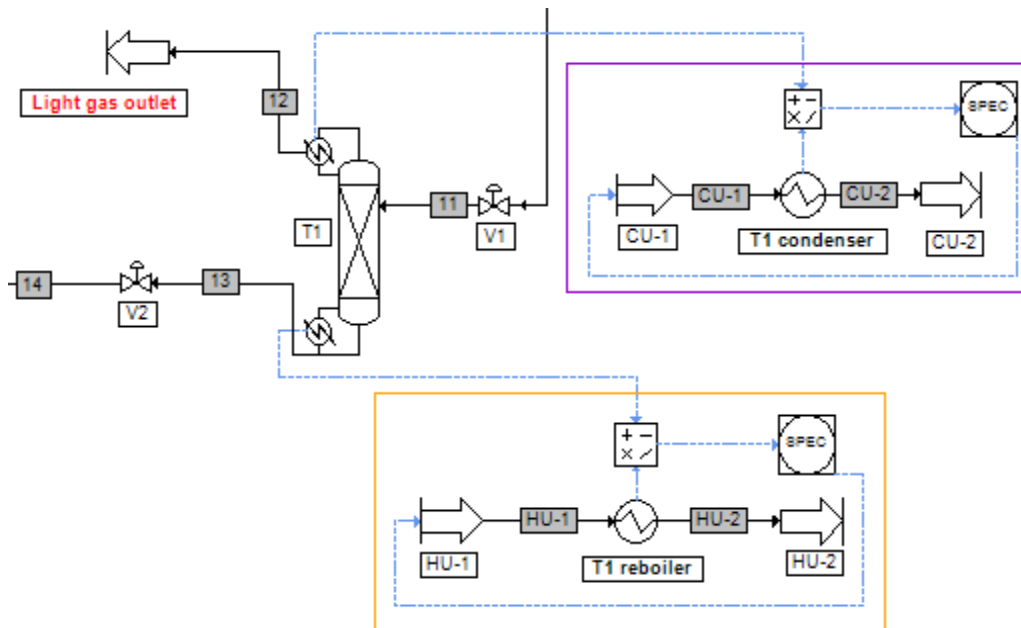 Light gas outlet
12
+ -
× /
SPEC
11
CU-1
CU-2
T1
V1
CU-1
T1 condenser
CU-2
14
13
V2
+ -
× /
SPEC
HU-1
HU-2
HU-1
T1 reboiler
HU-2